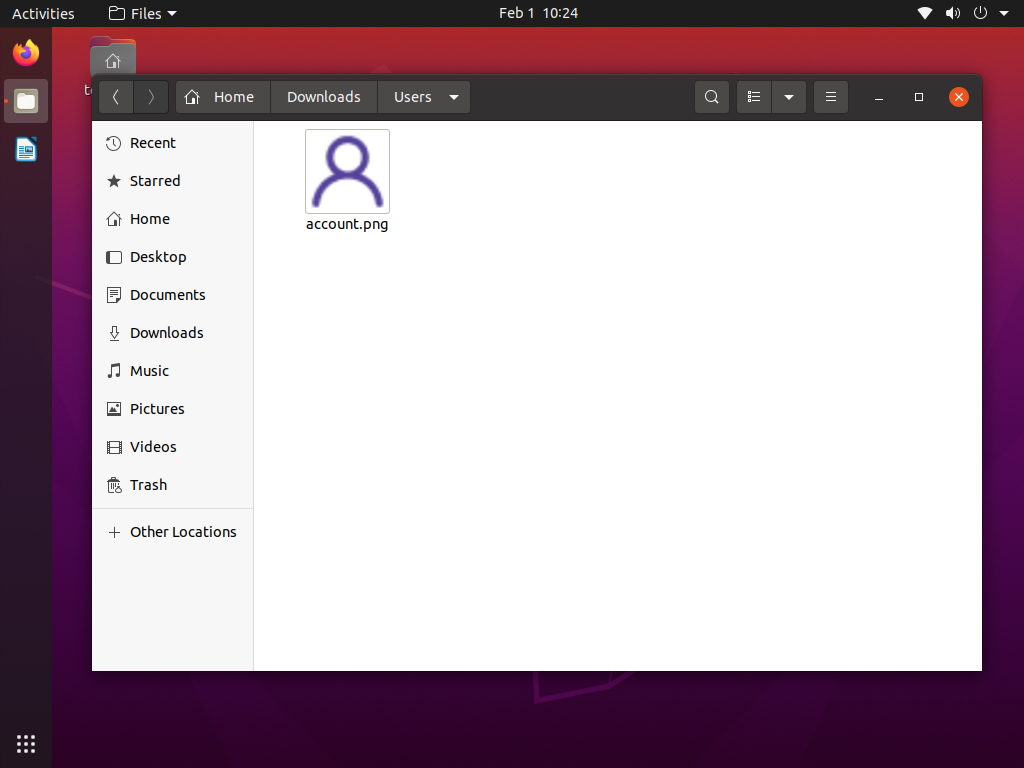 Activities
Files
Feb 1 10:24
Home
Downloads
Users
Recent
Starred
Home
Desktop
Documents
Downloads
Music
Pictures
Videos
Trash
Other Locations
account.png